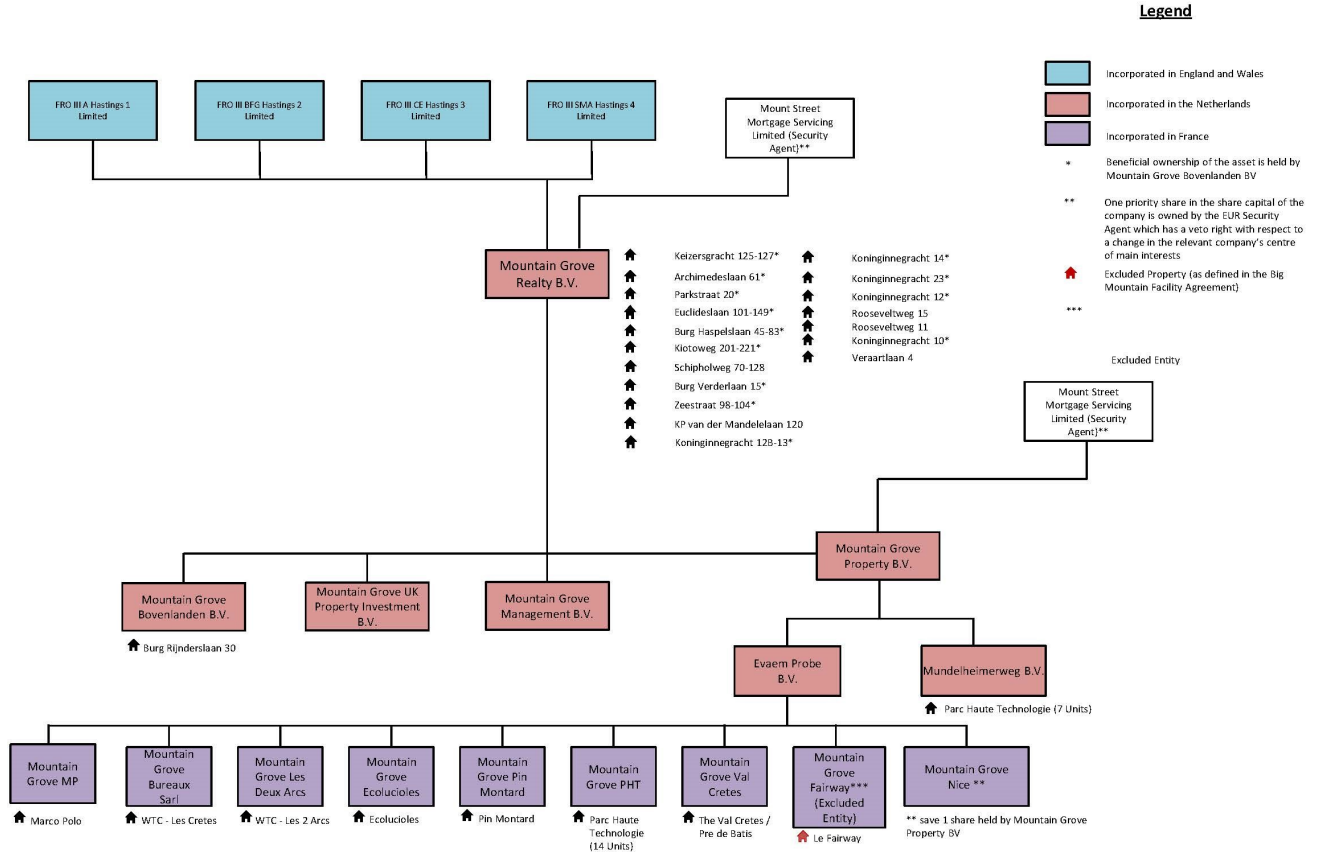 Legend
Incorporated in England and Wales
Incorporated in the Netherlands
Incorporated in France
*
Beneficial ownership of the asset is held by
Mountain Grove Bovenlanden BV
**
One priority share in the share capital of the
company is owned by the EUR Security
Agent which has a veto right with respect to
a change in the relevant company's centre
of main interests
Excluded Property (as defined in the Big
Mountain Facility Agreement)
***
Excluded Entity
FRO III A Hastings 1
Limited
FRO III BFG Hastings 2
Limited
FRO III CE Hastings 3
Limited
FRO III SMA Hastings 4
Limited
Mount Street
Mortgage Servicing
Limited (Security
Agent)**
Mountain Grove
Realty B.V.
Keizersgracht 125-127*
Archimedeslaan 61*
Parkstraat 20*
Euclideslaan 101-149*
Burg Haspelslaan 45-83*
Kiotoweg 201-221*
Schipholweg 70-128
Burg Verderlaan 15*
Zeestraat 98-104*
KP van der Mandelelaan 120
Koninginnegracht 12B-13*
Koninginnegracht 14*
Koninginnegracht 23*
Koninginnegracht 12*
Rooseveltweg 15
Rooseveltweg 11
Koninginnegracht 10*
Veraartlaan 4
Mount Street
Mortgage Servicing
Limited (Security
Agent)**
Mountain Grove
Property B.V.
Mountain Grove
Bovenlanden B.V.
Burg Rijnderslaan 30
Mountain Grove UK
Property Investment
B.V.
Mountain Grove
Management B.V.
Evaem Probe
B.V.
Mundelheimerweg B.V.
Parc Haute Technologie (7 Units)
Mountain
Grove MP
Marco Polo
Mountain
Grove
Bureaux
Sarl
WTC - Les Cretes
Mountain
Grove Les
Deux Arcs
WTC - Les 2 Arcs
Mountain
Grove
Ecolucioles
Ecolucioles
Mountain
Grove Pin
Montard
Pin Montard
Mountain
Grove PHT
Parc Haute
Technologie
(14 Units)
Mountain
Grove Val
Cretes
The Val Cretes /
Pre de Batis
Mountain
Grove
Fairway***
(Excluded
Entity)
Le Fairway
Mountain Grove
Nice **
** save 1 share held by Mountain Grove
Property BV